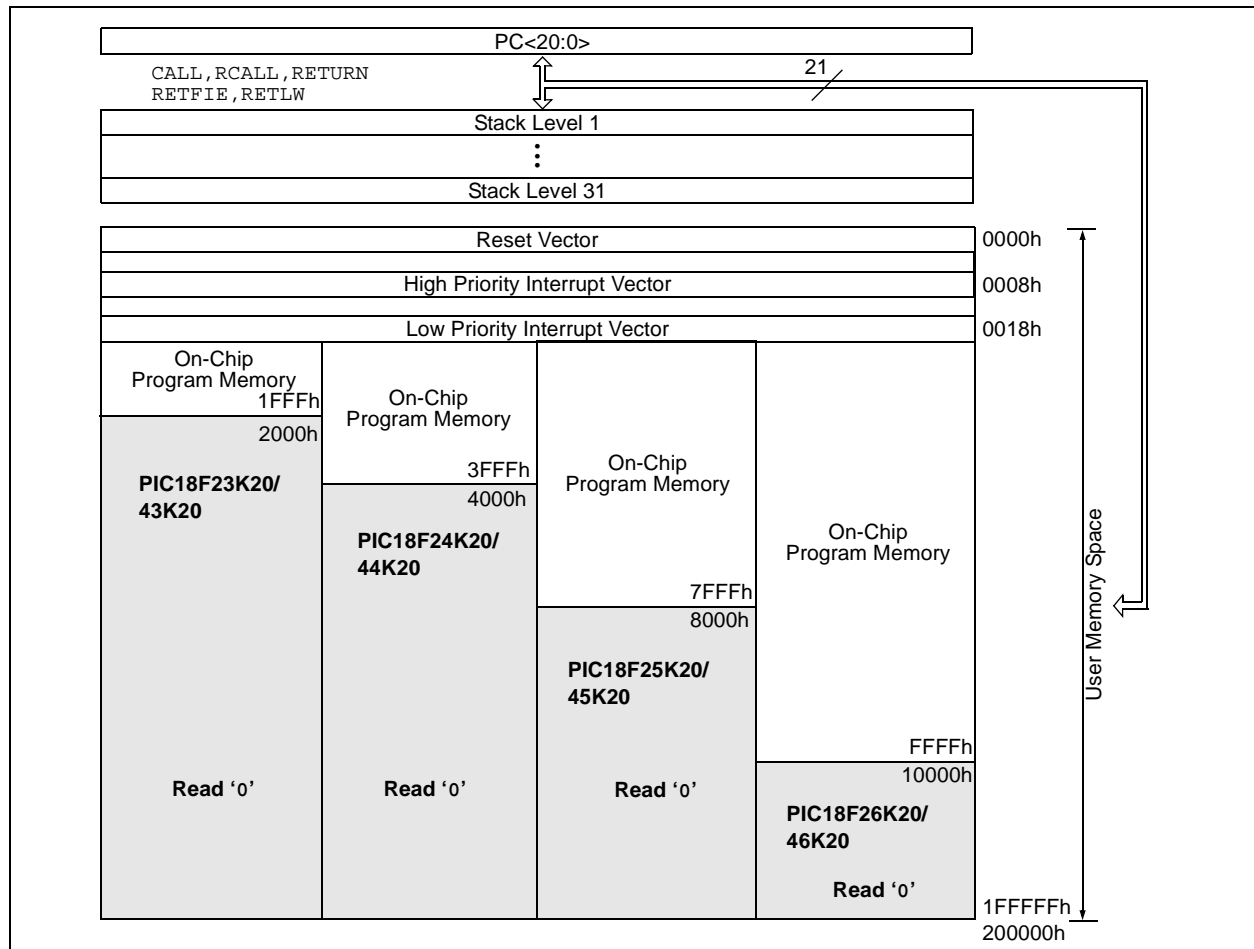 PC<20:0>
CALL,RCALL,RETURN
RETFIE,RETLW
21
Stack Level 1
Stack Level 31
Reset Vector
0000h
High Priority Interrupt Vector
0008h
Low Priority Interrupt Vector
0018h
On-Chip
Program Memory
1FFFh
2000h
PIC18F23K20/
43K20
Read ‘0’
On-Chip
Program Memory
3FFFh
4000h
PIC18F24K20/
44K20
Read ‘0’
On-Chip
Program Memory
7FFFh
8000h
PIC18F25K20/
45K20
Read ‘0’
On-Chip
Program Memory
FFFFh
10000h
PIC18F26K20/
46K20
Read ‘0’
1FFFFFh
200000h
User Memory Space